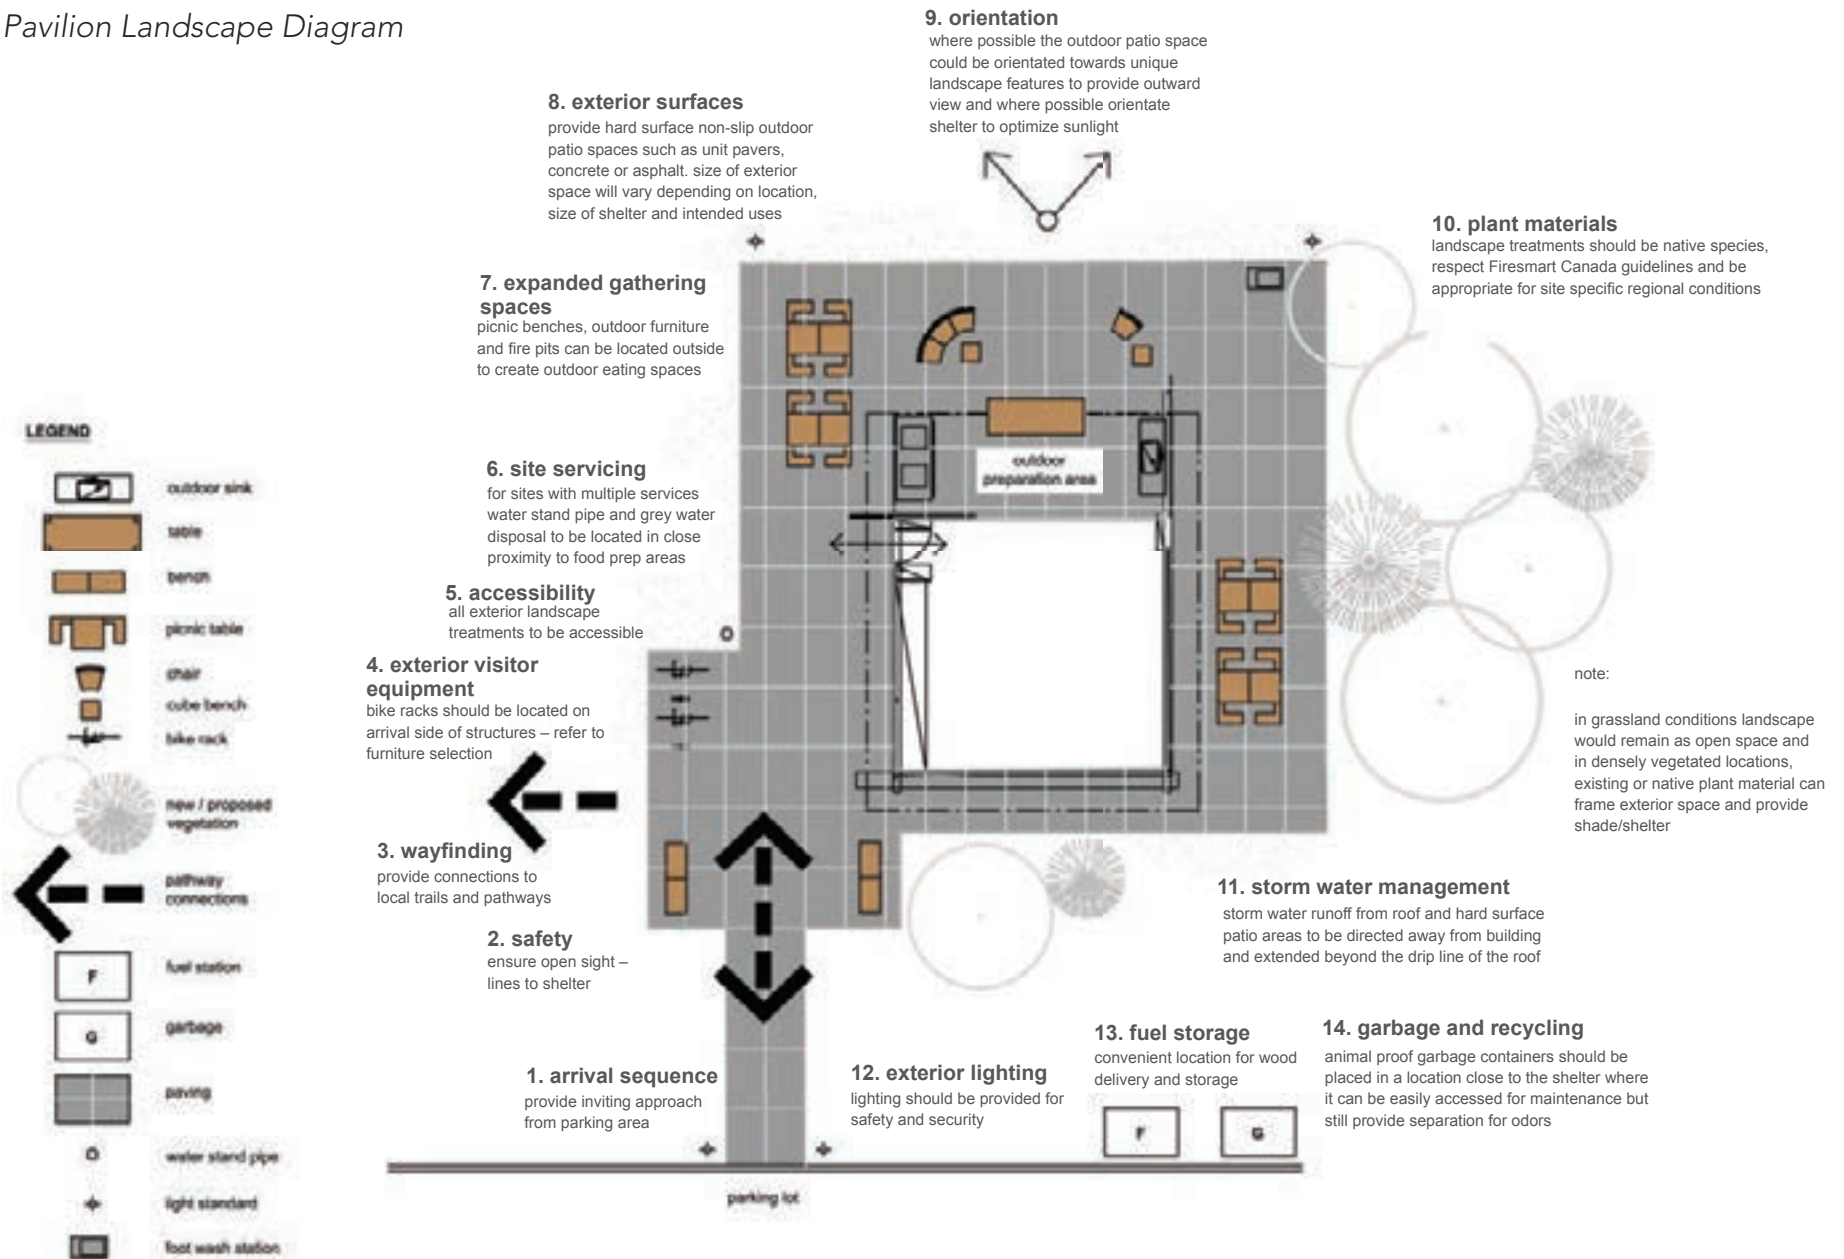 Pavilion Landscape Diagram
9. orientation
where possible the outdoor patio space
could be orientated towards unique
landscape features to provide outward
view and where possible orientate
shelter to optimize sunlight
8. exterior surfaces
provide hard surface non-slip outdoor
patio spaces such as unit pavers,
concrete or asphalt. size of exterior
space will vary depending on location,
size of shelter and intended uses
10. plant materials
landscape treatments should be native species,
respect Firesmart Canada guidelines and be
appropriate for site specific regional conditions
7. expanded gathering
spaces
picnic benches, outdoor furniture
and fire pits can be located outside
to create outdoor eating spaces
6. site servicing
for sites with multiple services
water stand pipe and grey water
disposal to be located in close
proximity to food prep areas
outdoor
preparation area
5. accessibility
all exterior landscape
treatments to be accessible
4. exterior visitor
equipment
bike racks should be located on
arrival side of structures – refer to
furniture selection
note:
in grassland conditions landscape
would remain as open space and
in densely vegetated locations,
existing or native plant material can
frame exterior space and provide
shade/shelter
3. wayfinding
provide connections to
local trails and pathways
2. safety
ensure open sight –
lines to shelter
11. storm water management
storm water runoff from roof and hard surface
patio areas to be directed away from building
and extended beyond the drip line of the roof
1. arrival sequence
provide inviting approach
from parking area
12. exterior lighting
lighting should be provided for
safety and security
13. fuel storage
convenient location for wood
delivery and storage
F
G
14. garbage and recycling
animal proof garbage containers should be
placed in a location close to the shelter where
it can be easily accessed for maintenance but
still provide separation for odors
parking lot
LEGEND
outdoor sink
table
bench
picnic table
chair
cube bench
bike rack
new / proposed
vegetation
pathway
connections
F
fuel station
G
garbage
paving
water stand pipe
light standard
foot wash station